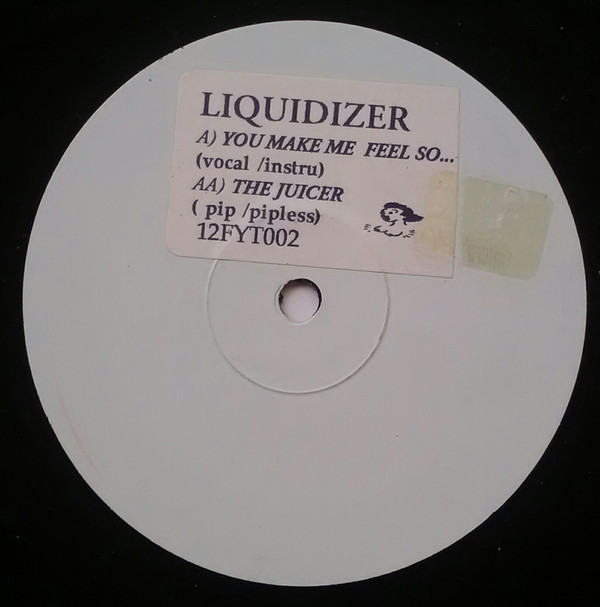 LIQUIDIZER
A) YOU MAKE ME FEEL SO...
(vocal /instru)
AA) THE JUICER
( pip /pipless)
12FYT002